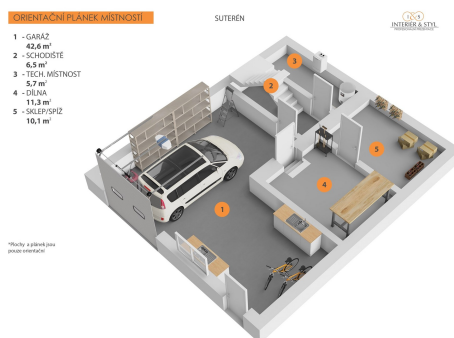 ORIENTAČNÍ PLÁNEK MÍSTNOSTÍ
SUTERÉN
INTERIER & STYL
1 - GARÁŽ
42,6 m²
2 - SCHODIŠTĚ
6,5 m²
3 - TECH. MÍSTNOST
5,7 m²
4 - DÍLNA
11,3 m²
5 - SKLEP/SPÍŽ
10,1 m²
3
2
5
4
1
*Plochy a plánek jsou
pouze orientační